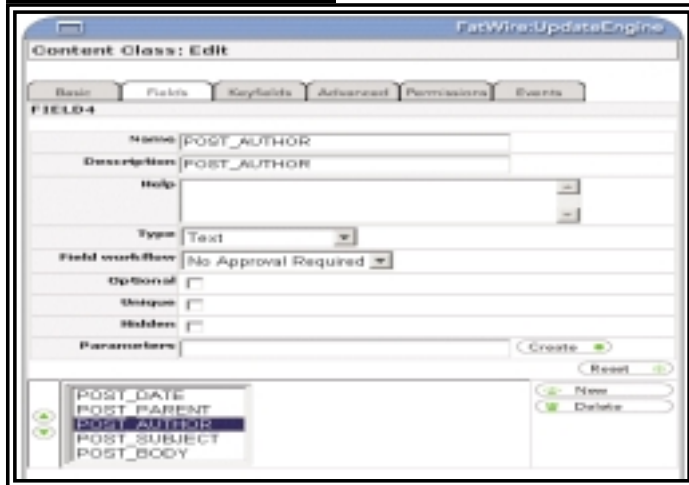 FatWire:UpdateEngine
Content Class: Edit
Basic Fields Keyfields Advanced Permissions Events
FIELD4
Name POST_AUTHOR
Description POST_AUTHOR
Help
Type Text
Field workflow No Approval Required
Optional
Unique
Hidden
Parameters Create
Reset
POST_DATE New
POST_PARENT Delete
POST_AUTHOR
POST_SUBJECT
POST_BODY